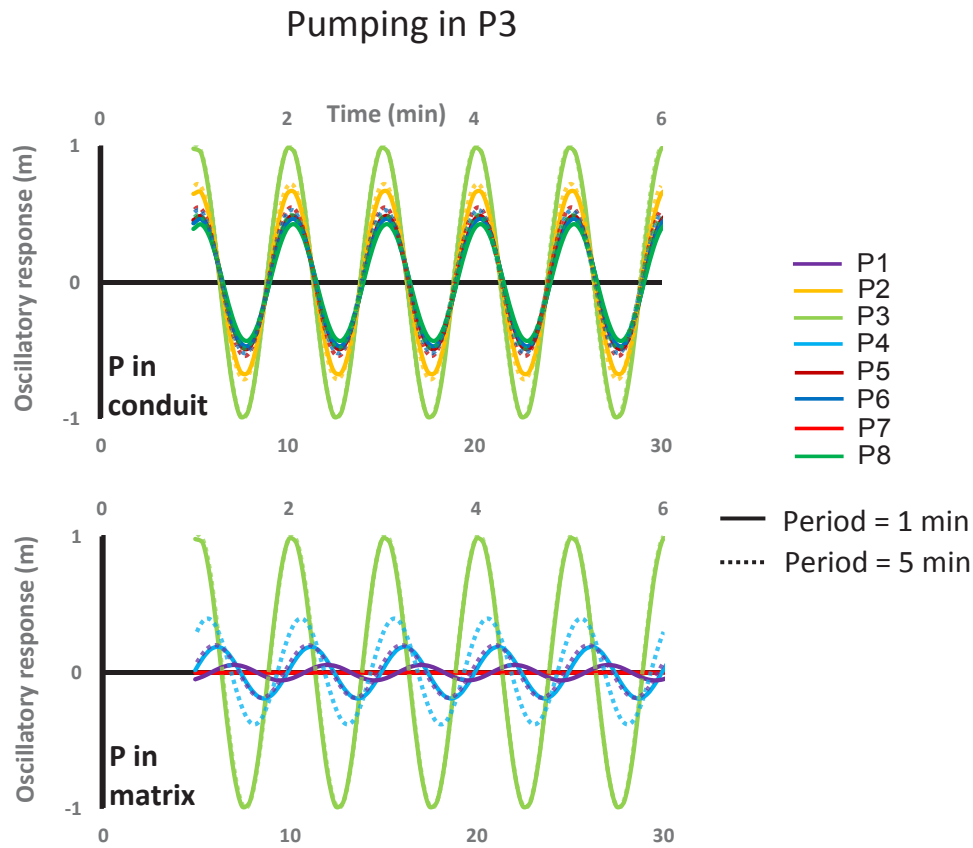 Pumping in P3
0 2 4 6
Time (min)
Oscillatory response (m)
1
0
-1
P in
conduit
0 10 20 30
P1
P2
P3
P4
P5
P6
P7
P8
Period = 1 min
Period = 5 min
0 2 4 6
Oscillatory response (m)
1
0
-1
P in
matrix
0 10 20 30